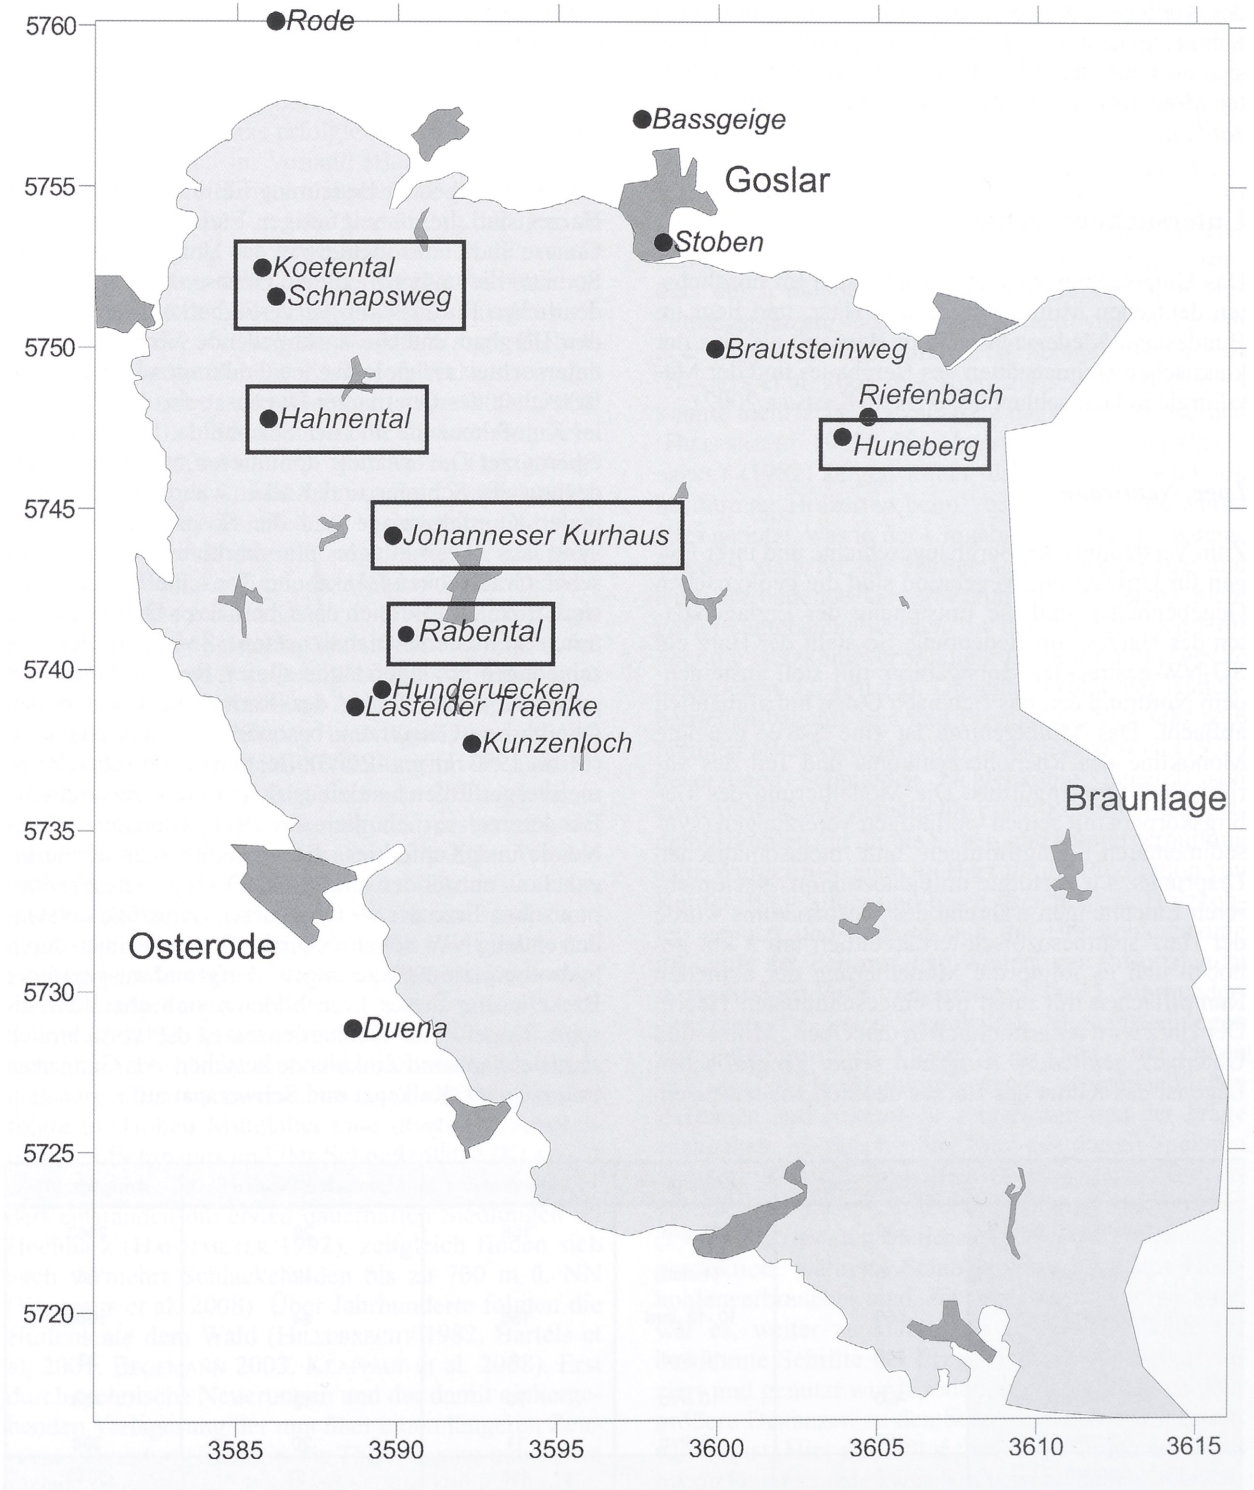 5760
Rode
Bassgeige
5755
Goslar
Stoben
Koetental
Schnapsweg
5750
Brautsteinweg
Riefenbach
Hahnental
Huneberg
5745
Johanneser Kurhaus
Rabental
5740
Hunderuecken
Lasfelder Traenke
Kunzenloch
Braunlage
5735
Osterode
5730
Duena
5725
5720
3585 3590 3595 3600 3605 3610 3615